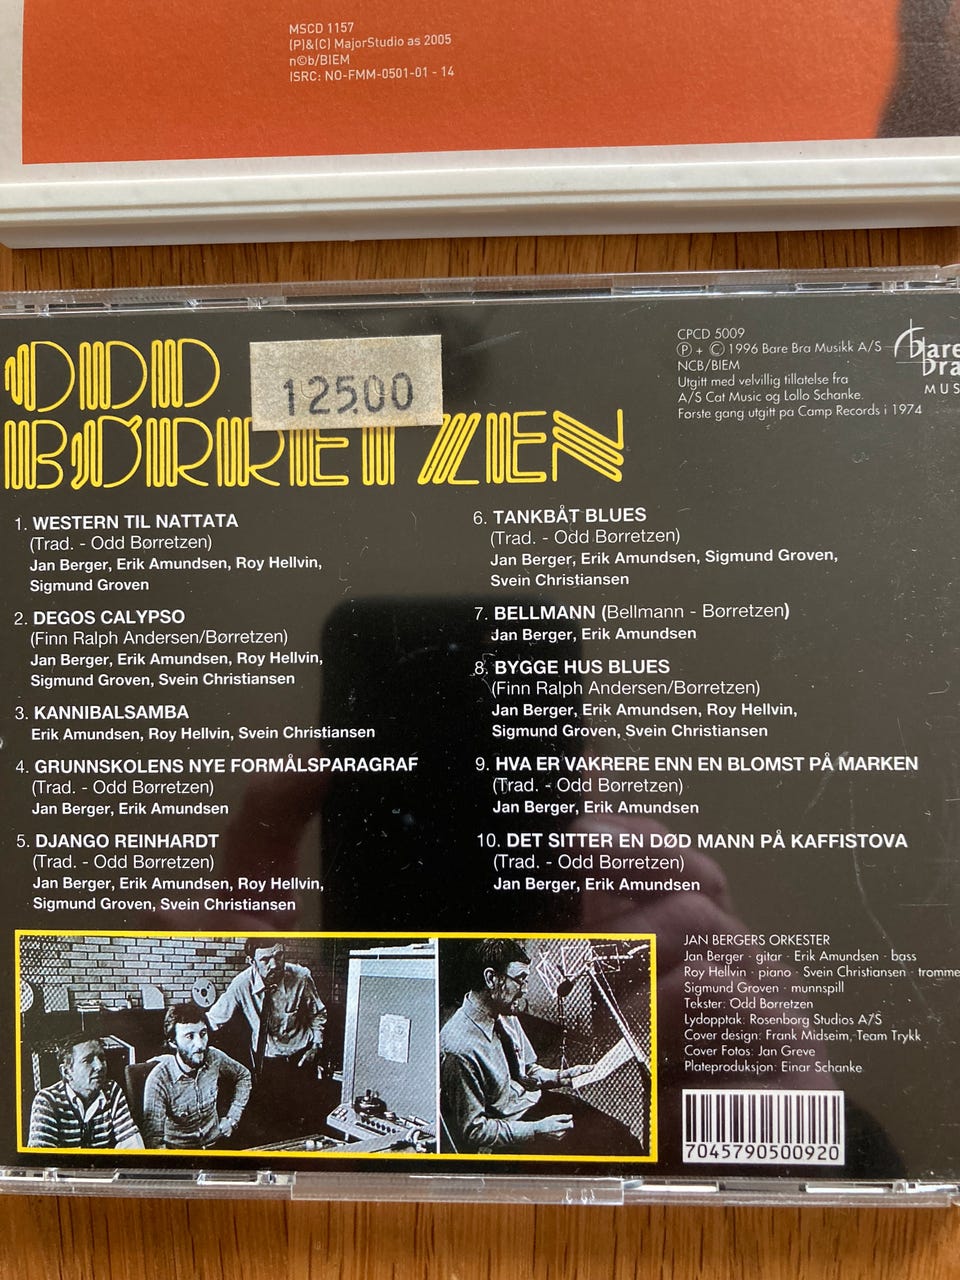 MSCD 1157
(P)&(C) MajorStudio as 2005
n©b/BIEM
ISRC: NO-FMM-0501-01 - 14
ODD
BØRRETZEN
125.00
CPCD 5009
Ⓟ + © 1996 Bare Bra Musikk A/S
NCB/BIEM
Utgitt med velvillig tillatelse fra
A/S Cat Music og Lollo Schanke.
Første gang utgitt på Camp Records i 1974
bare
bra
MUS
1. WESTERN TIL NATTATA
(Trad. - Odd Børretzen)
Jan Berger, Erik Amundsen, Roy Hellvin,
Sigmund Groven
2. DEGOS CALYPSO
(Finn Ralph Andersen/Børretzen)
Jan Berger, Erik Amundsen, Roy Hellvin,
Sigmund Groven, Svein Christiansen
3. KANNIBALSAMBA
Erik Amundsen, Roy Hellvin, Svein Christiansen
4. GRUNNSKOLENS NYE FORMÅLSPARAGRAF
(Trad. - Odd Børretzen)
Jan Berger, Erik Amundsen
5. DJANGO REINHARDT
(Trad. - Odd Børretzen)
Jan Berger, Erik Amundsen, Roy Hellvin,
Sigmund Groven, Svein Christiansen
6. TANKBÅT BLUES
(Trad. - Odd Børretzen)
Jan Berger, Erik Amundsen, Sigmund Groven,
Svein Christiansen
7. BELLMANN (Bellmann - Børretzen)
Jan Berger, Erik Amundsen
8. BYGGE HUS BLUES
(Finn Ralph Andersen/Børretzen)
Jan Berger, Erik Amundsen, Roy Hellvin,
Sigmund Groven, Svein Christiansen
9. HVA ER VAKRERE ENN EN BLOMST PÅ MARKEN
(Trad. - Odd Børretzen)
Jan Berger, Erik Amundsen
10. DET SITTER EN DØD MANN PÅ KAFFISTOVA
(Trad. - Odd Børretzen)
Jan Berger, Erik Amundsen
JAN BERGERS ORKESTER
Jan Berger · gitar · Erik Amundsen · bass
Roy Hellvin · piano · Svein Christiansen · tromme
Sigmund Groven · munnspill
Tekster: Odd Børretzen
Lydopptak: Rosenborg Studios A/S
Cover design: Frank Midseim, Team Trykk
Cover Fotos: Jan Greve
Plateproduksjon: Einar Schanke
7045790500920